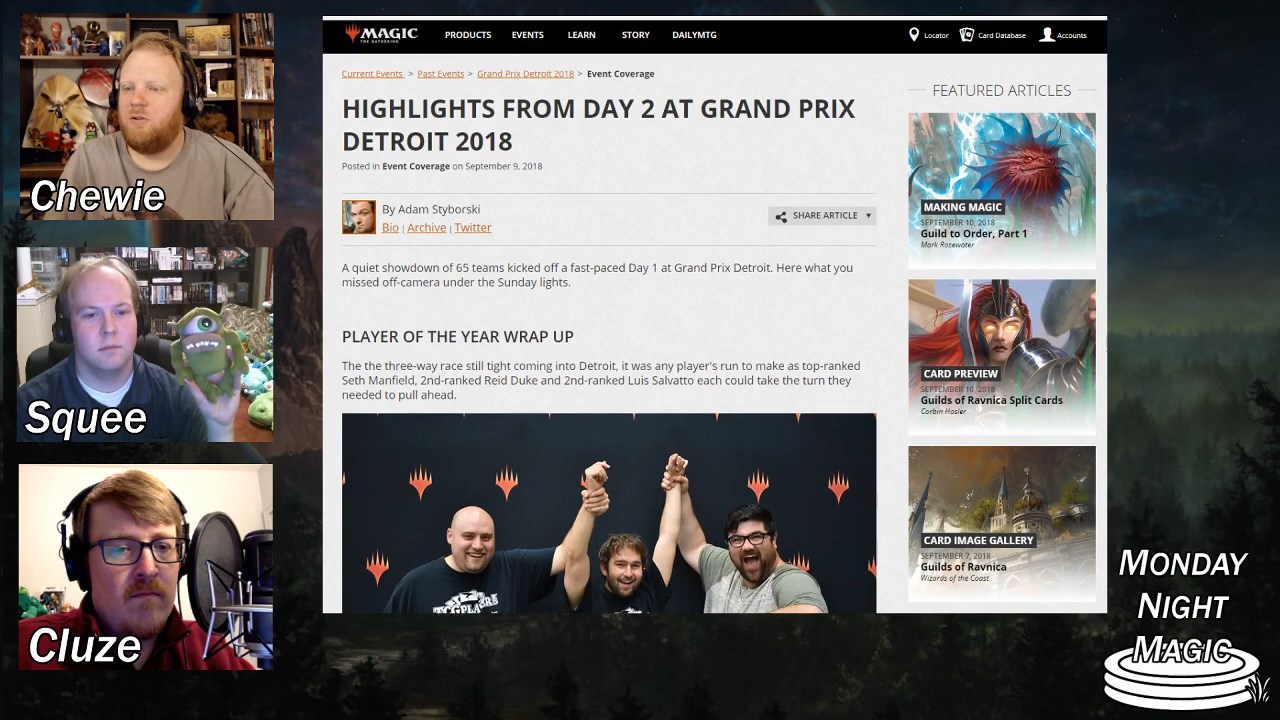 Chewie
Squee
Cluze
MAGIC
THE GATHERING
PRODUCTS
EVENTS
LEARN
STORY
DAILYMTG
Locator
Card Database
Accounts
Current Events > Past Events > Grand Prix Detroit 2018 > Event Coverage
HIGHLIGHTS FROM DAY 2 AT GRAND PRIX
DETROIT 2018
Posted in Event Coverage on September 9, 2018
By Adam Styborski
Bio | Archive | Twitter
SHARE ARTICLE
A quiet showdown of 65 teams kicked off a fast-paced Day 1 at Grand Prix Detroit. Here what you
missed off-camera under the Sunday lights.
PLAYER OF THE YEAR WRAP UP
The the three-way race still tight coming into Detroit, it was any player's run to make as top-ranked
Seth Manfield, 2nd-ranked Reid Duke and 2nd-ranked Luis Salvatto each could take the turn they
needed to pull ahead.
FEATURED ARTICLES
MAKING MAGIC
SEPTEMBER 10, 2018
Guild to Order, Part 1
Mark Rosewater
CARD PREVIEW
SEPTEMBER 10, 2018
Guilds of Ravnica Split Cards
Corbin Hosler
CARD IMAGE GALLERY
SEPTEMBER 7, 2018
Guilds of Ravnica
Wizards of the Coast
MONDAY
NIGHT
MAGIC